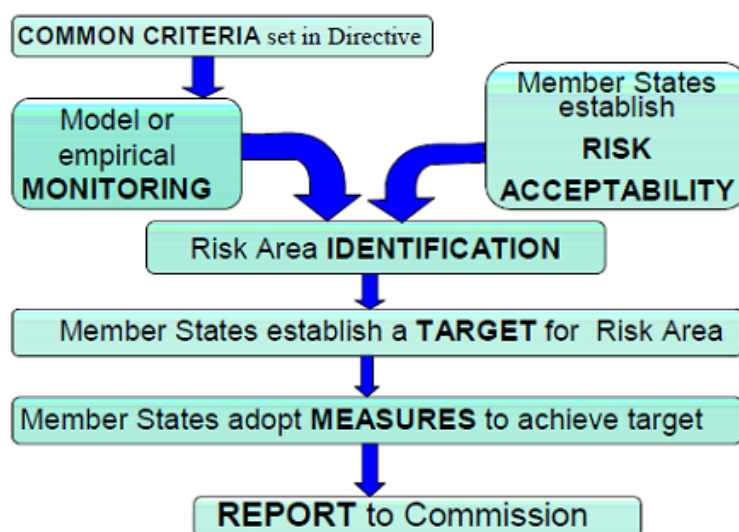 COMMON CRITERIA set in Directive
Model or
empirical
MONITORING
Member States
establish
RISK
ACCEPTABILITY
Risk Area IDENTIFICATION
Member States establish a TARGET for Risk Area
Member States adopt MEASURES to achieve target
REPORT to Commission